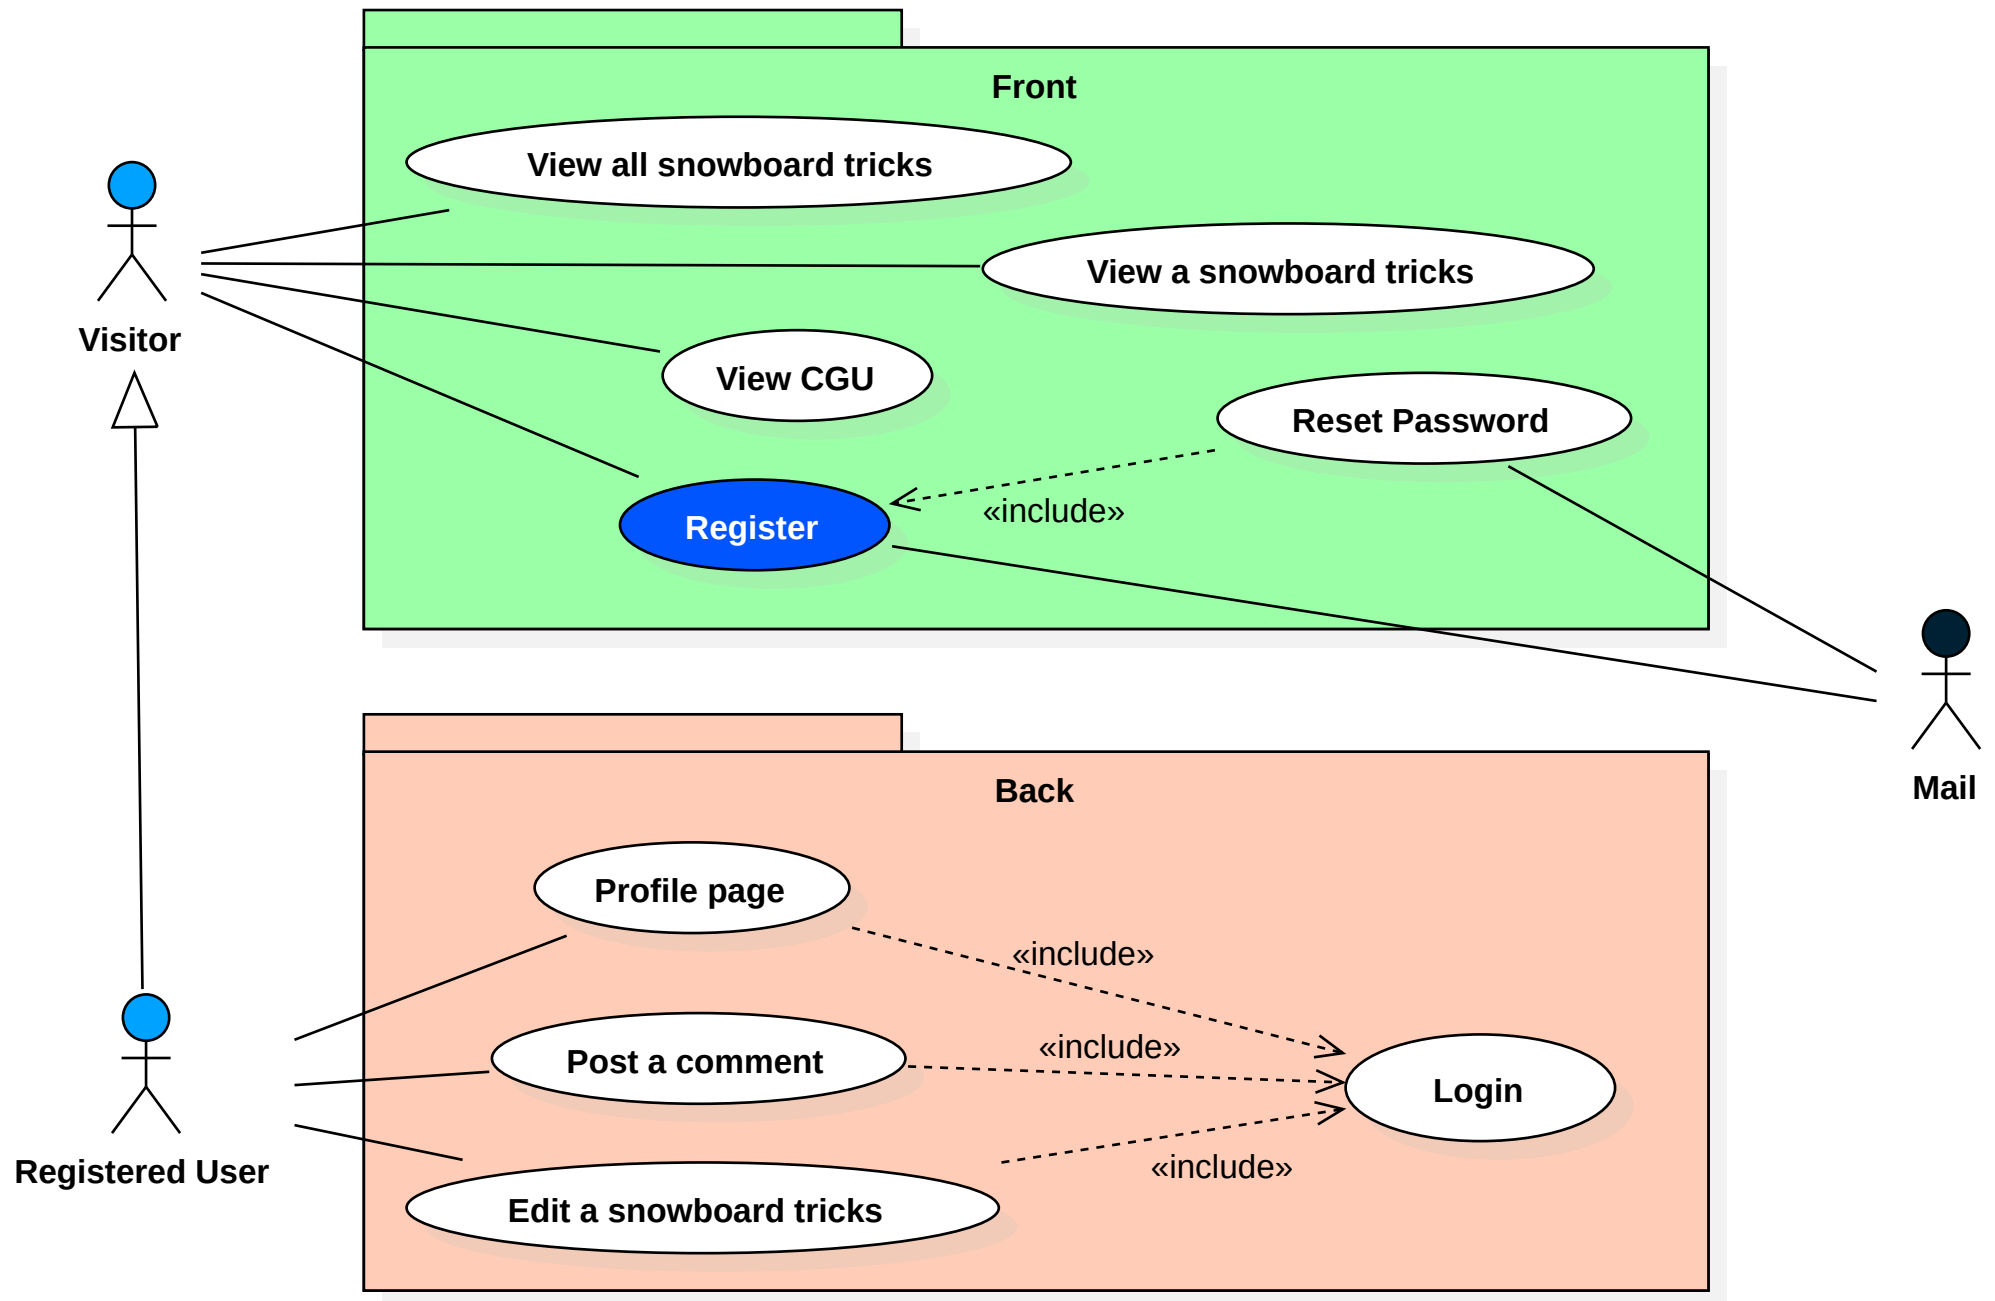 Front
View all snowboard tricks
View a snowboard tricks
Visitor
View CGU
Reset Password
«include»
Register
Mail
Back
Profile page
«include»
Post a comment
«include»
Login
«include»
Registered User
Edit a snowboard tricks